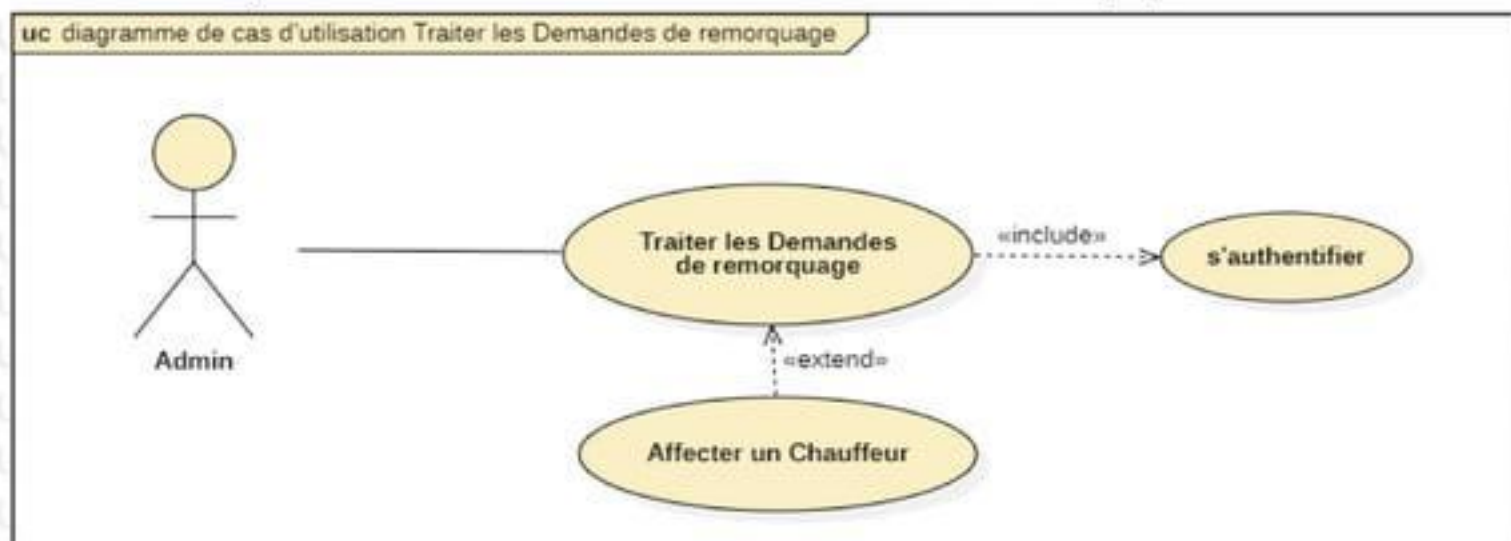 uc diagramme de cas d'utilisation Traiter les Demandes de remorquage
Traiter les Demandes
de remorquage
«include»
s'authentifier
Admin
«extend»
Affecter un Chauffeur